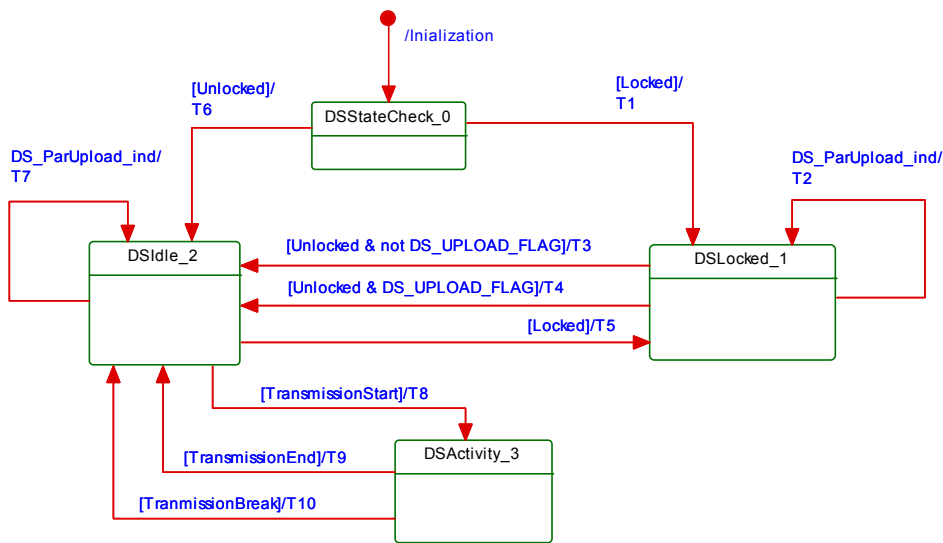 /Inialization
[Unlocked]/
T6
[Locked]/
T1
DSStateCheck_0
DS_ParUpload_ind/
T7
DS_ParUpload_ind/
T2
DSIdle_2
[Unlocked & not DS_UPLOAD_FLAG]/T3
DSLocked_1
[Unlocked & DS_UPLOAD_FLAG]/T4
[Locked]/T5
[TransmissionStart]/T8
DSActivity_3
[TransmissionEnd]/T9
[TranmissionBreak]/T10